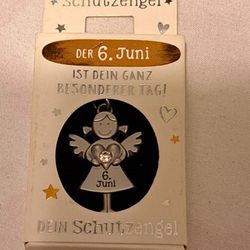 Schutzengel
DER 6. Juni
IST DEIN GANZ
BESONDERER TAG!
6.
Juni
DEIN Schutzengel